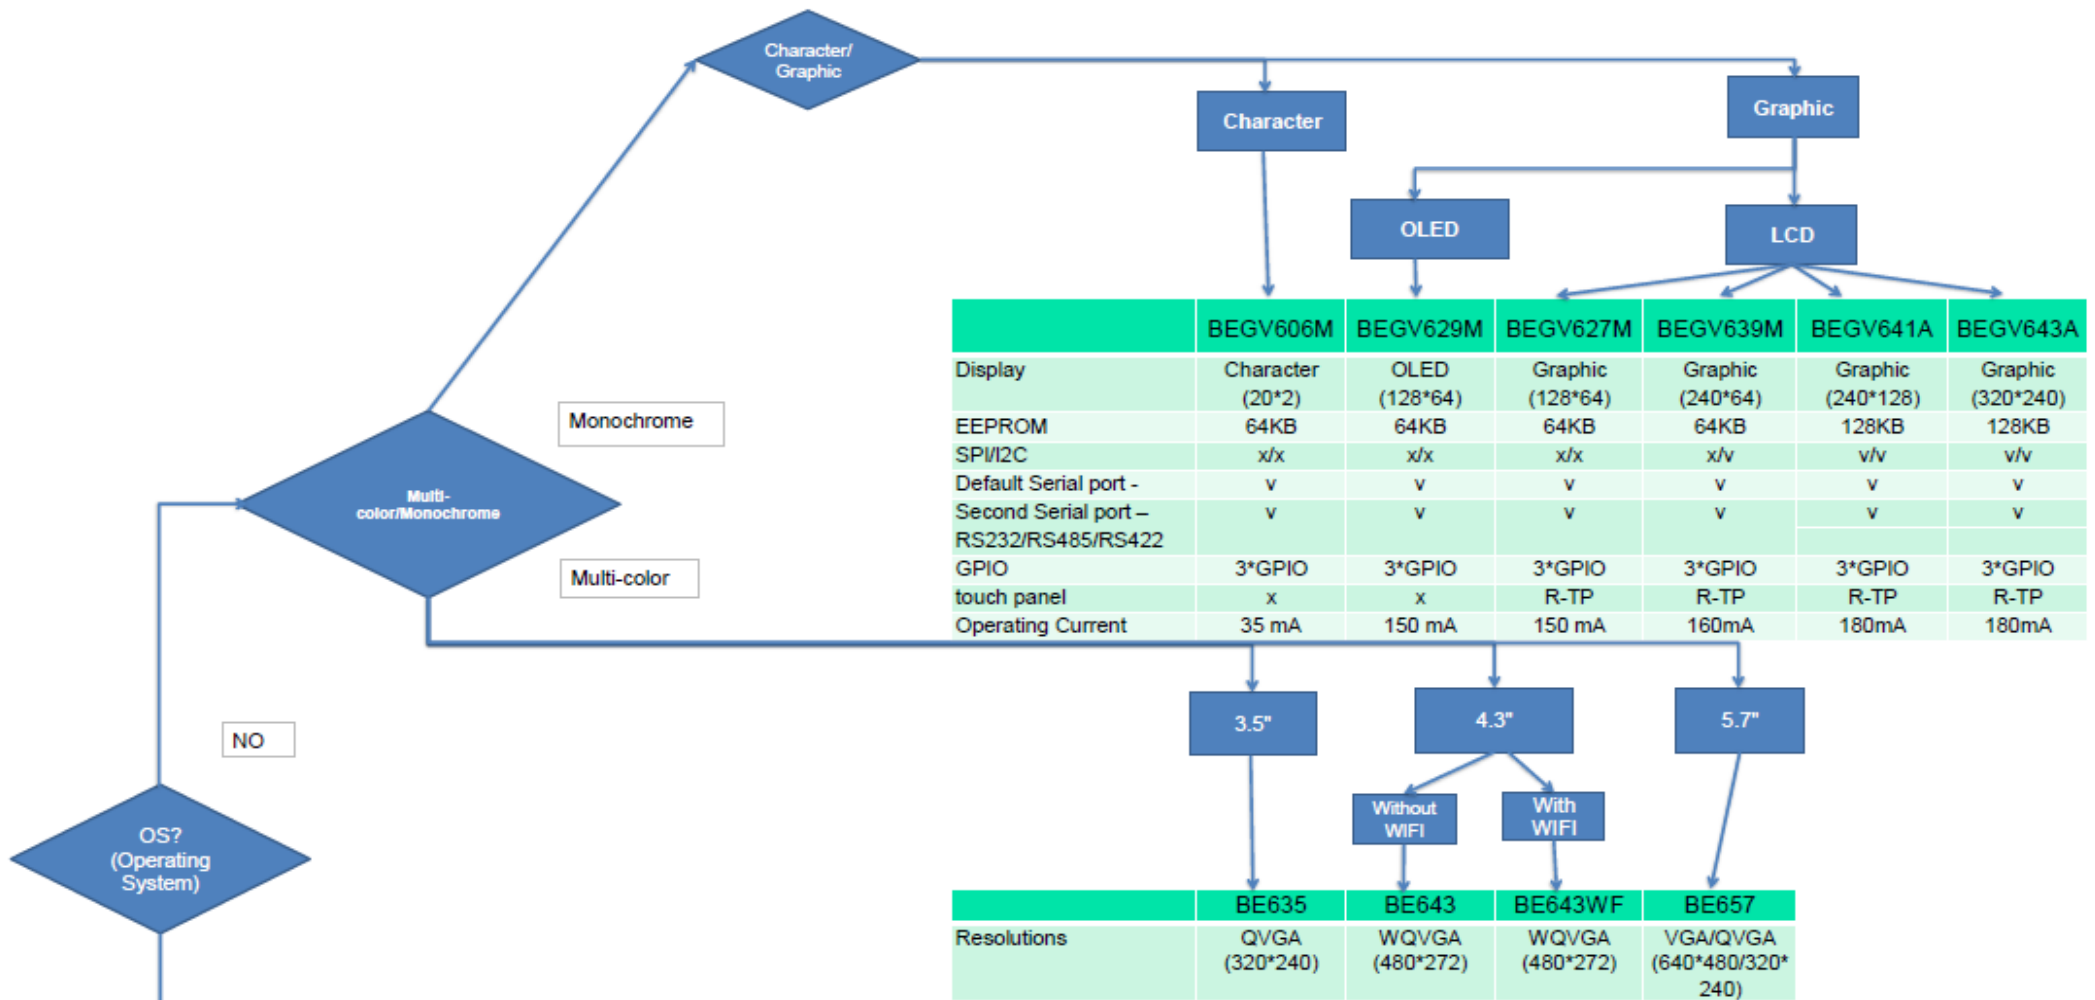 Character/
Graphic
Character
Graphic
OLED
LCD
BEGV606M BEGV629M BEGV627M BEGV639M BEGV641A BEGV643A
Display Character OLED Graphic Graphic Graphic Graphic
(20*2) (128*64) (128*64) (240*64) (240*128) (320*240)
EEPROM 64KB 64KB 64KB 64KB 128KB 128KB
SPI/I2C x/x x/x x/x x/v v/v v/v
Default Serial port - v v v v v v
Second Serial port – v v v v v v
RS232/RS485/RS422
GPIO 3*GPIO 3*GPIO 3*GPIO 3*GPIO 3*GPIO 3*GPIO
touch panel x x R-TP R-TP R-TP R-TP
Operating Current 35 mA 150 mA 150 mA 160mA 180mA 180mA
Monochrome
Multi-
color/Monochrome
Multi-color
3.5"
4.3"
5.7"
NO
Without
WIFI
With
WIFI
OS?
(Operating
System)
BE635 BE643 BE643WF BE657
Resolutions QVGA WQVGA WQVGA VGA/QVGA
(320*240) (480*272) (480*272) (640*480/320*
240)